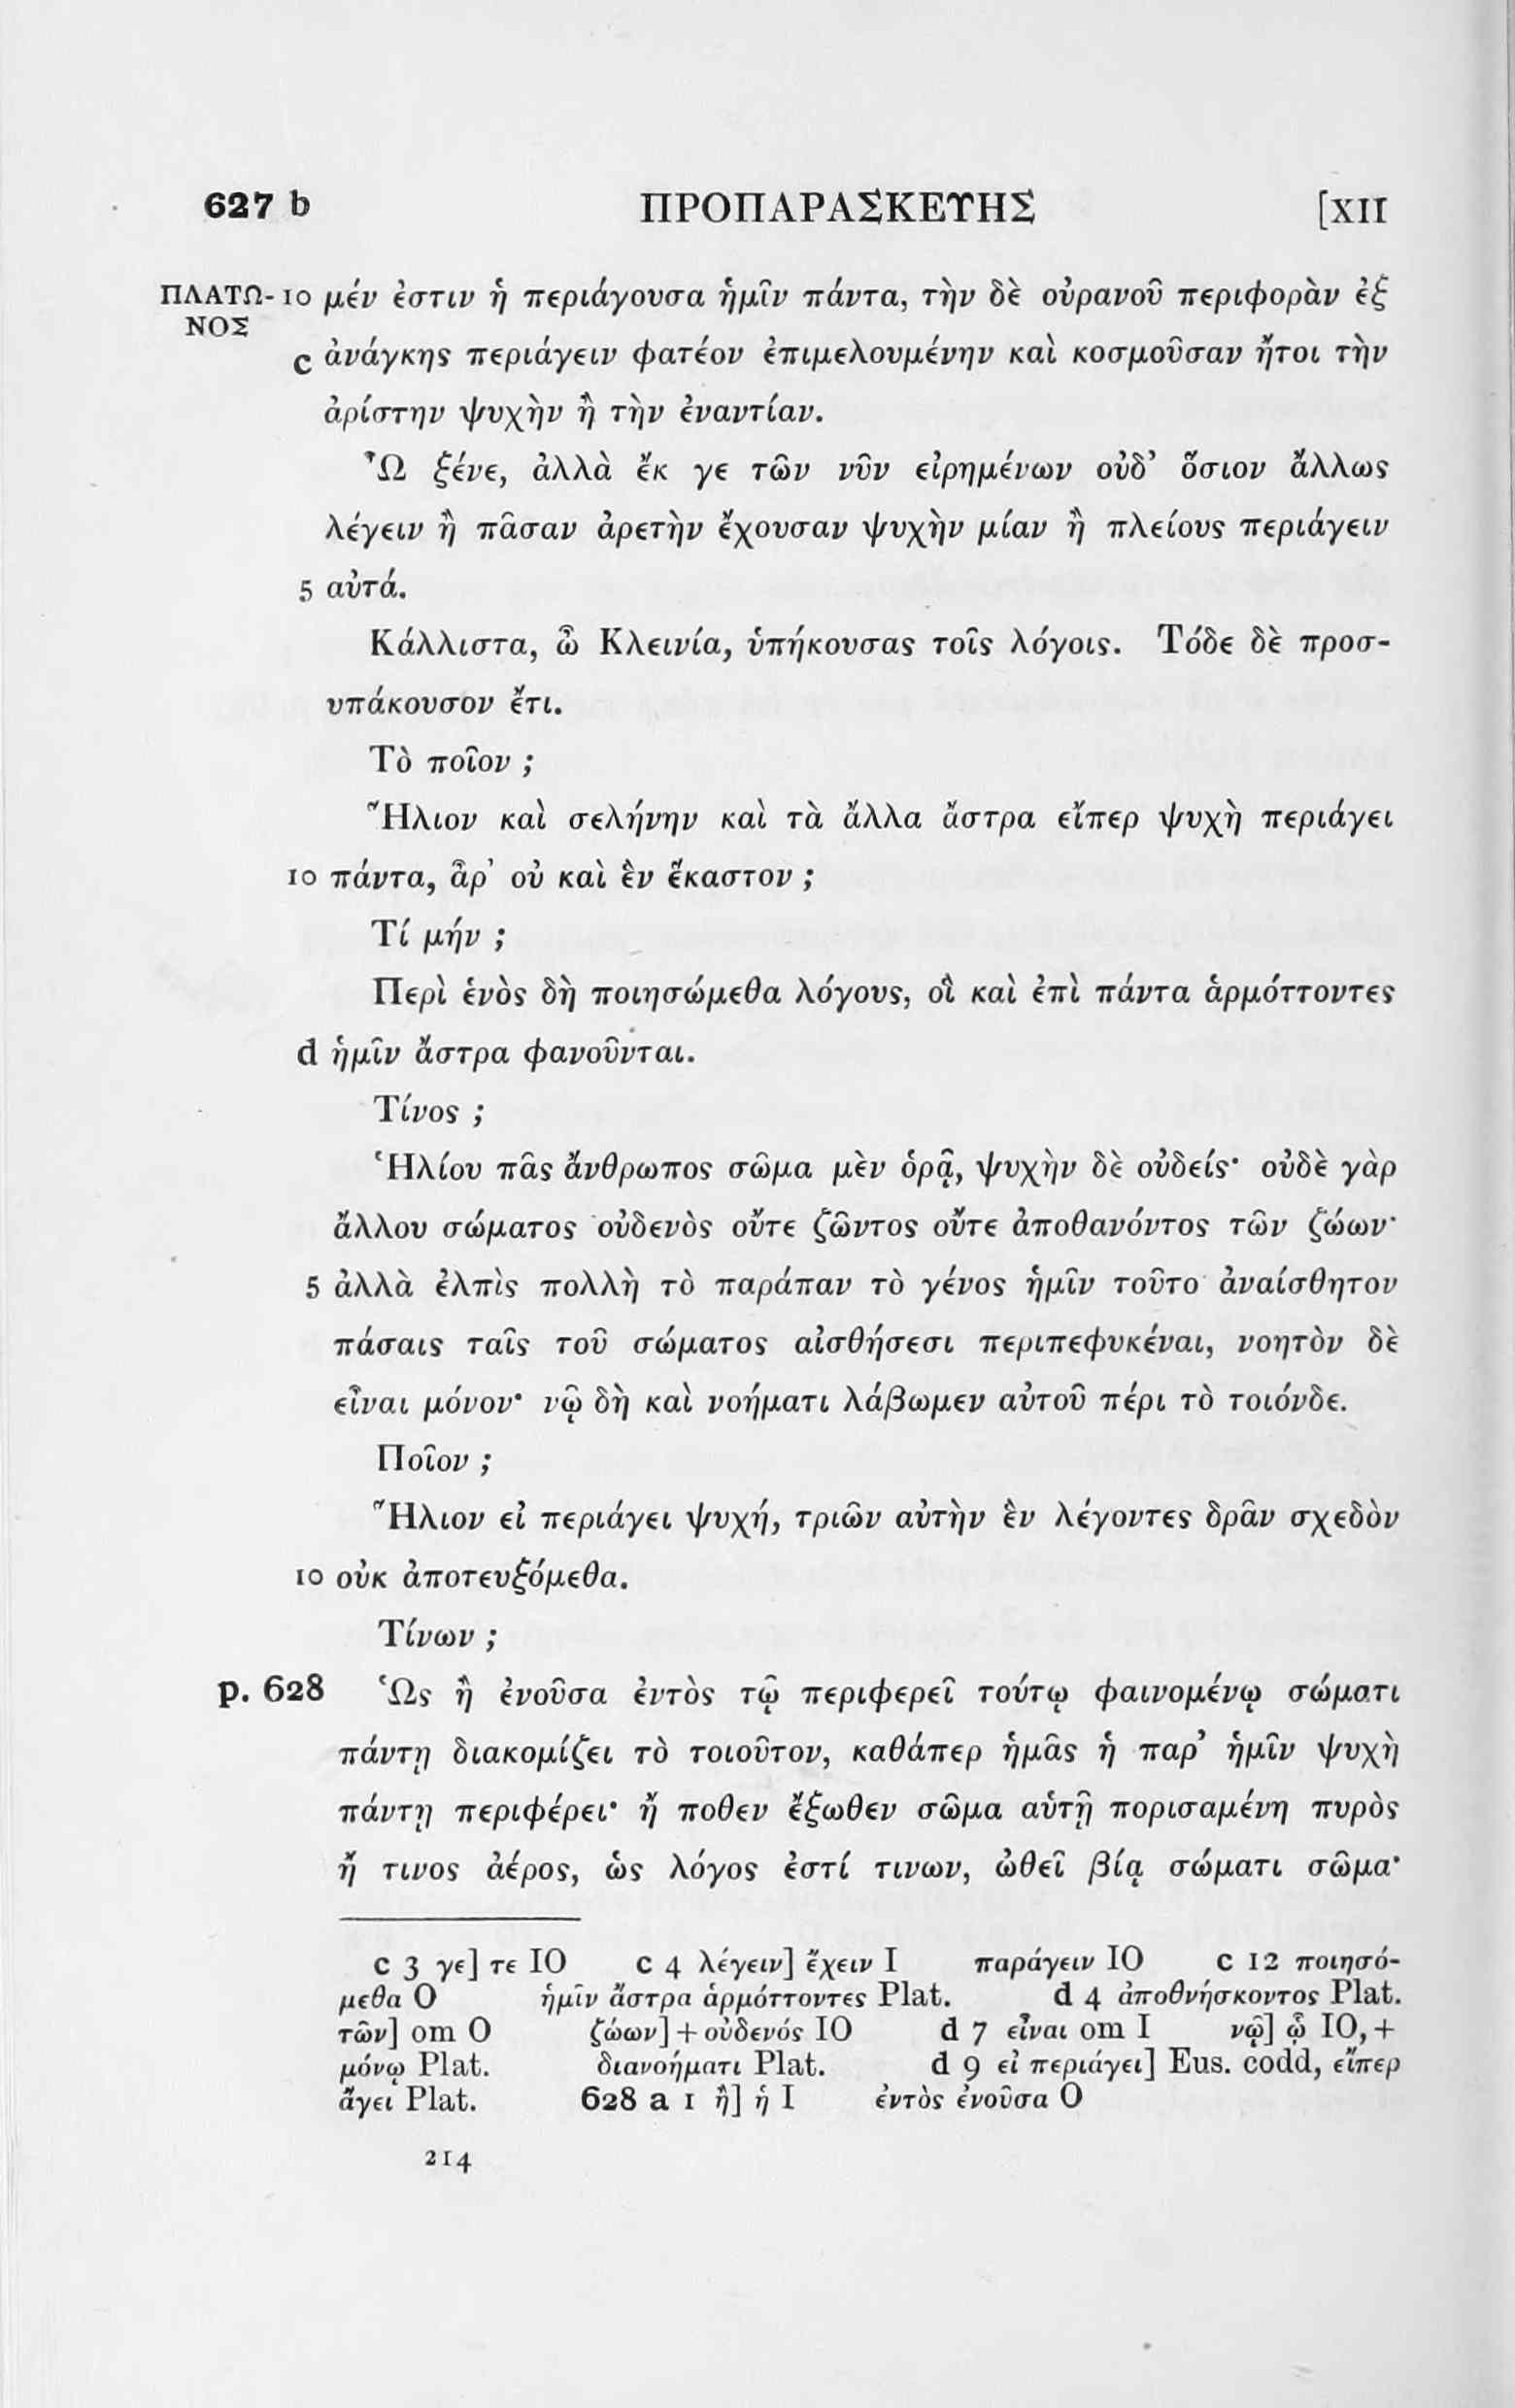 627 b ΠΡΟΠΑΡΑΣΚΕΥΗΣ [XII
ΠΛΑΤΩ- 10 μέν ἐστιν ἡ περιάγουσα ἡμῖν πάντα, τὴν δὲ οὐρανοῦ περιφορὰν ἐξ
ΝΟΣ
c ἀνάγκης περιάγειν φατέον ἐπιμελουμένην καὶ κοσμοῦσαν ἤτοι τὴν
ἀρίστην ψυχὴν ἢ τὴν ἐναντίαν.
Ὦ ξένε, ἀλλὰ ἔκ γε τῶν νῦν εἰρημένων οὐδ’ ὅσιον ἄλλως
λέγειν ἢ πᾶσαν ἀρετὴν ἔχουσαν ψυχὴν μίαν ἢ πλείους περιάγειν
5 αὐτά.
Κάλλιστα, ὦ Κλεινία, ὑπήκουσας τοῖς λόγοις. Τόδε δὲ προσ-
υπάκουσον ἔτι.
Τὸ ποῖον ;
Ἥλιον καὶ σελήνην καὶ τὰ ἄλλα ἄστρα εἴπερ ψυχὴ περιάγει
10 πάντα, ἆρ’ οὐ καὶ ἓν ἕκαστον ;
Τί μήν ;
Περὶ ἑνὸς δὴ ποιησώμεθα λόγους, οἳ καὶ ἐπὶ πάντα ἁρμόττοντες
d ἡμῖν ἄστρα φανοῦνται.
Τίνος ;
Ἡλίου πᾶς ἄνθρωπος σῶμα μὲν ὁρᾷ, ψυχὴν δὲ οὐδείς· οὐδὲ γὰρ
ἄλλου σώματος οὐδενὸς οὔτε ζῶντος οὔτε ἀποθανόντος τῶν ζώων·
5 ἀλλὰ ἐλπὶς πολλὴ τὸ παράπαν τὸ γένος ἡμῖν τοῦτο ἀναίσθητον
πάσαις ταῖς τοῦ σώματος αἰσθήσεσι περιπεφυκέναι, νοητὸν δὲ
εἶναι μόνον· νῷ δὴ καὶ νοήματι λάβωμεν αὐτοῦ πέρι τὸ τοιόνδε.
Ποῖον ;
Ἥλιον εἰ περιάγει ψυχή, τριῶν αὐτὴν ἓν λέγοντες δρᾶν σχεδὸν
10 οὐκ ἀποτευξόμεθα.
Τίνων ;
p. 628 Ὡς ἢ ἐνοῦσα ἐντὸς τῷ περιφερεῖ τούτῳ φαινομένῳ σώματι
πάντῃ διακομίζει τὸ τοιοῦτον, καθάπερ ἡμᾶς ἡ παρ’ ἡμῖν ψυχὴ
πάντῃ περιφέρει· ἤ ποθεν ἔξωθεν σῶμα αὑτῇ πορισαμένη πυρὸς
ἤ τινος ἀέρος, ὡς λόγος ἐστί τινων, ὠθεῖ βίᾳ σώματι σῶμα·
c 3 γε] τε IO c 4 λέγειν] ἔχειν I παράγειν IO c 12 ποιησό-
μεθα O ἡμῖν ἄστρα ἁρμόττοντες Plat. d 4 ἀποθνήσκοντος Plat.
τῶν] om O ζώων] + οὐδενός IO d 7 εἶναι om I νῷ] ᾧ IO, +
μόνῳ Plat. διανοήματι Plat. d 9 εἰ περιάγει] Eus. codd, εἴπερ
ἄγει Plat. 628 a 1 ἢ] ἡ I ἐντὸς ἐνοῦσα O
214